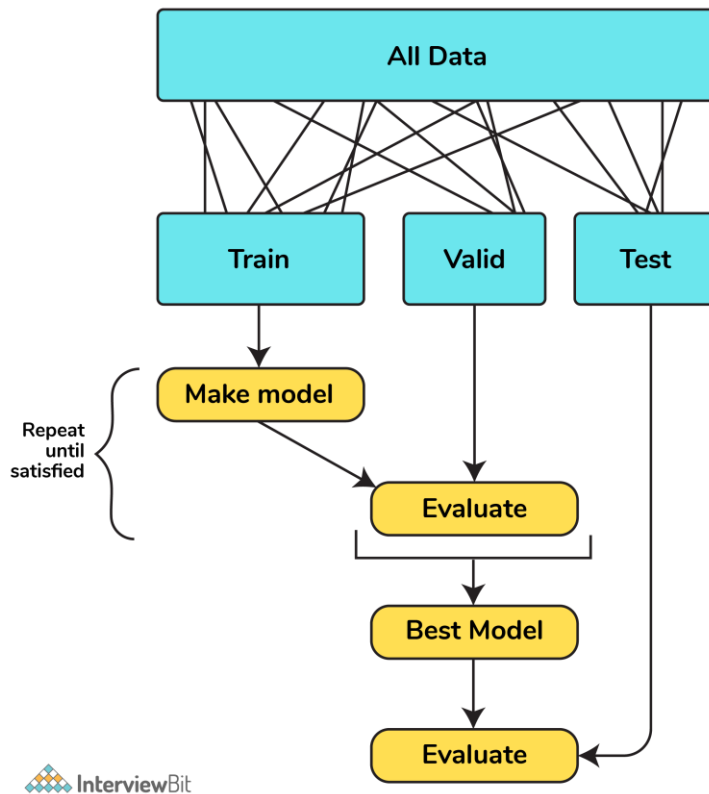 All Data
Train
Valid
Test
Make model
Repeat
until
satisfied
Evaluate
Best Model
Evaluate
InterviewBit